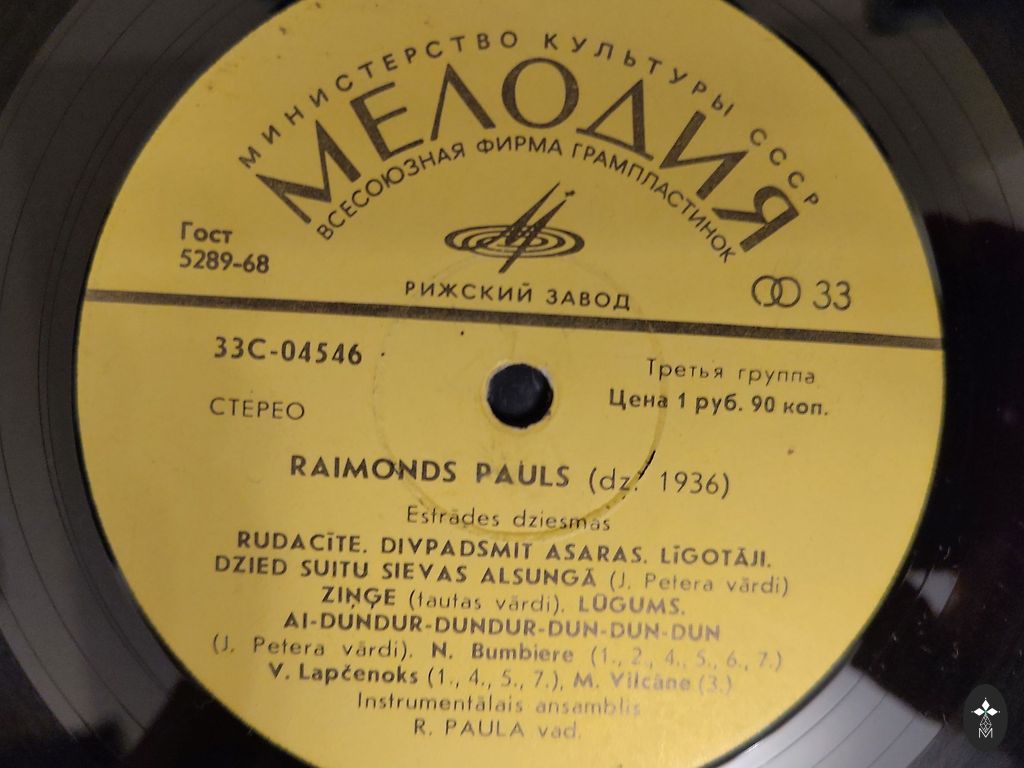 МИНИСТЕРСТВО КУЛЬТУРЫ СССР
МЕЛОДИЯ
ВСЕСОЮЗНАЯ ФИРМА ГРАМПЛАСТИНОК
Гост
5289-68
РИЖСКИЙ ЗАВОД
33
33С-04546
Третья группа
СТЕРЕО
Цена 1 руб. 90 коп.
RAIMONDS PAULS (dz. 1936)
Estrādes dziesmas
RUDACĪTE. DIVPADSMIT ASARAS. LĪGOTĀJI.
DZIED SUITU SIEVAS ALSUNGĀ (J. Petera vārdi)
ZIŅĢE (tautas vārdi). LŪGUMS.
AI-DUNDUR-DUNDUR-DUN-DUN-DUN
(J. Petera vārdi). N. Bumbiere (1., 2., 4., 5., 6., 7.)
V. Lapčenoks (1., 4., 5., 7.), M. Vilcāne (3.)
Instrumentālais ansamblis
R. PAULA vad.